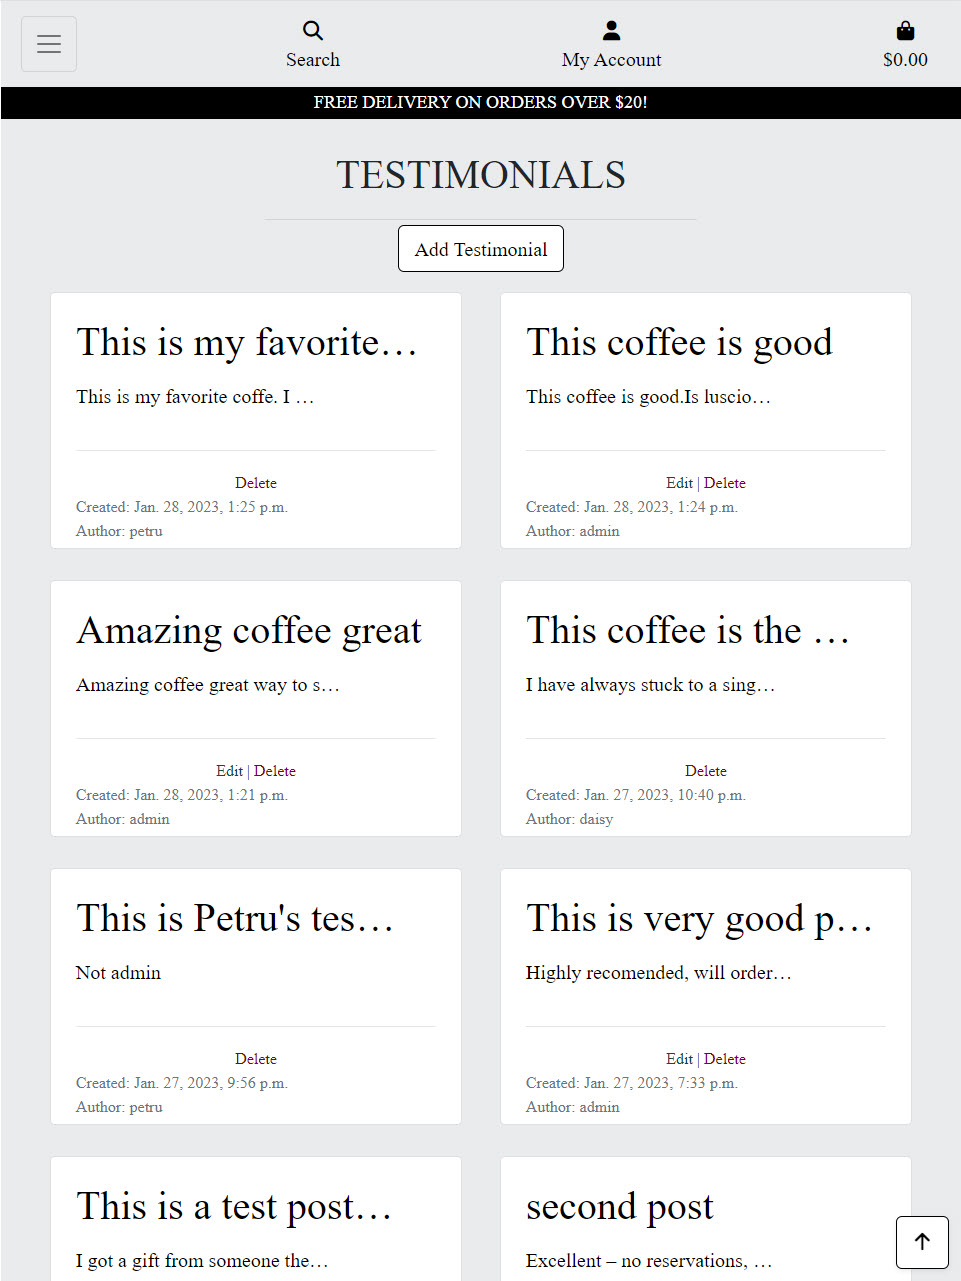 Search
My Account
$0.00
FREE DELIVERY ON ORDERS OVER $20!
TESTIMONIALS
Add Testimonial
This is my favorite…
This is my favorite coffe. I …
Delete
Created: Jan. 28, 2023, 1:25 p.m.
Author: petru
This coffee is good
This coffee is good.Is luscio…
Edit | Delete
Created: Jan. 28, 2023, 1:24 p.m.
Author: admin
Amazing coffee great
Amazing coffee great way to s…
Edit | Delete
Created: Jan. 28, 2023, 1:21 p.m.
Author: admin
This coffee is the …
I have always stuck to a sing…
Delete
Created: Jan. 27, 2023, 10:40 p.m.
Author: daisy
This is Petru's tes…
Not admin
Delete
Created: Jan. 27, 2023, 9:56 p.m.
Author: petru
This is very good p…
Highly recomended, will order…
Edit | Delete
Created: Jan. 27, 2023, 7:33 p.m.
Author: admin
This is a test post…
I got a gift from someone the…
second post
Excellent – no reservations, …